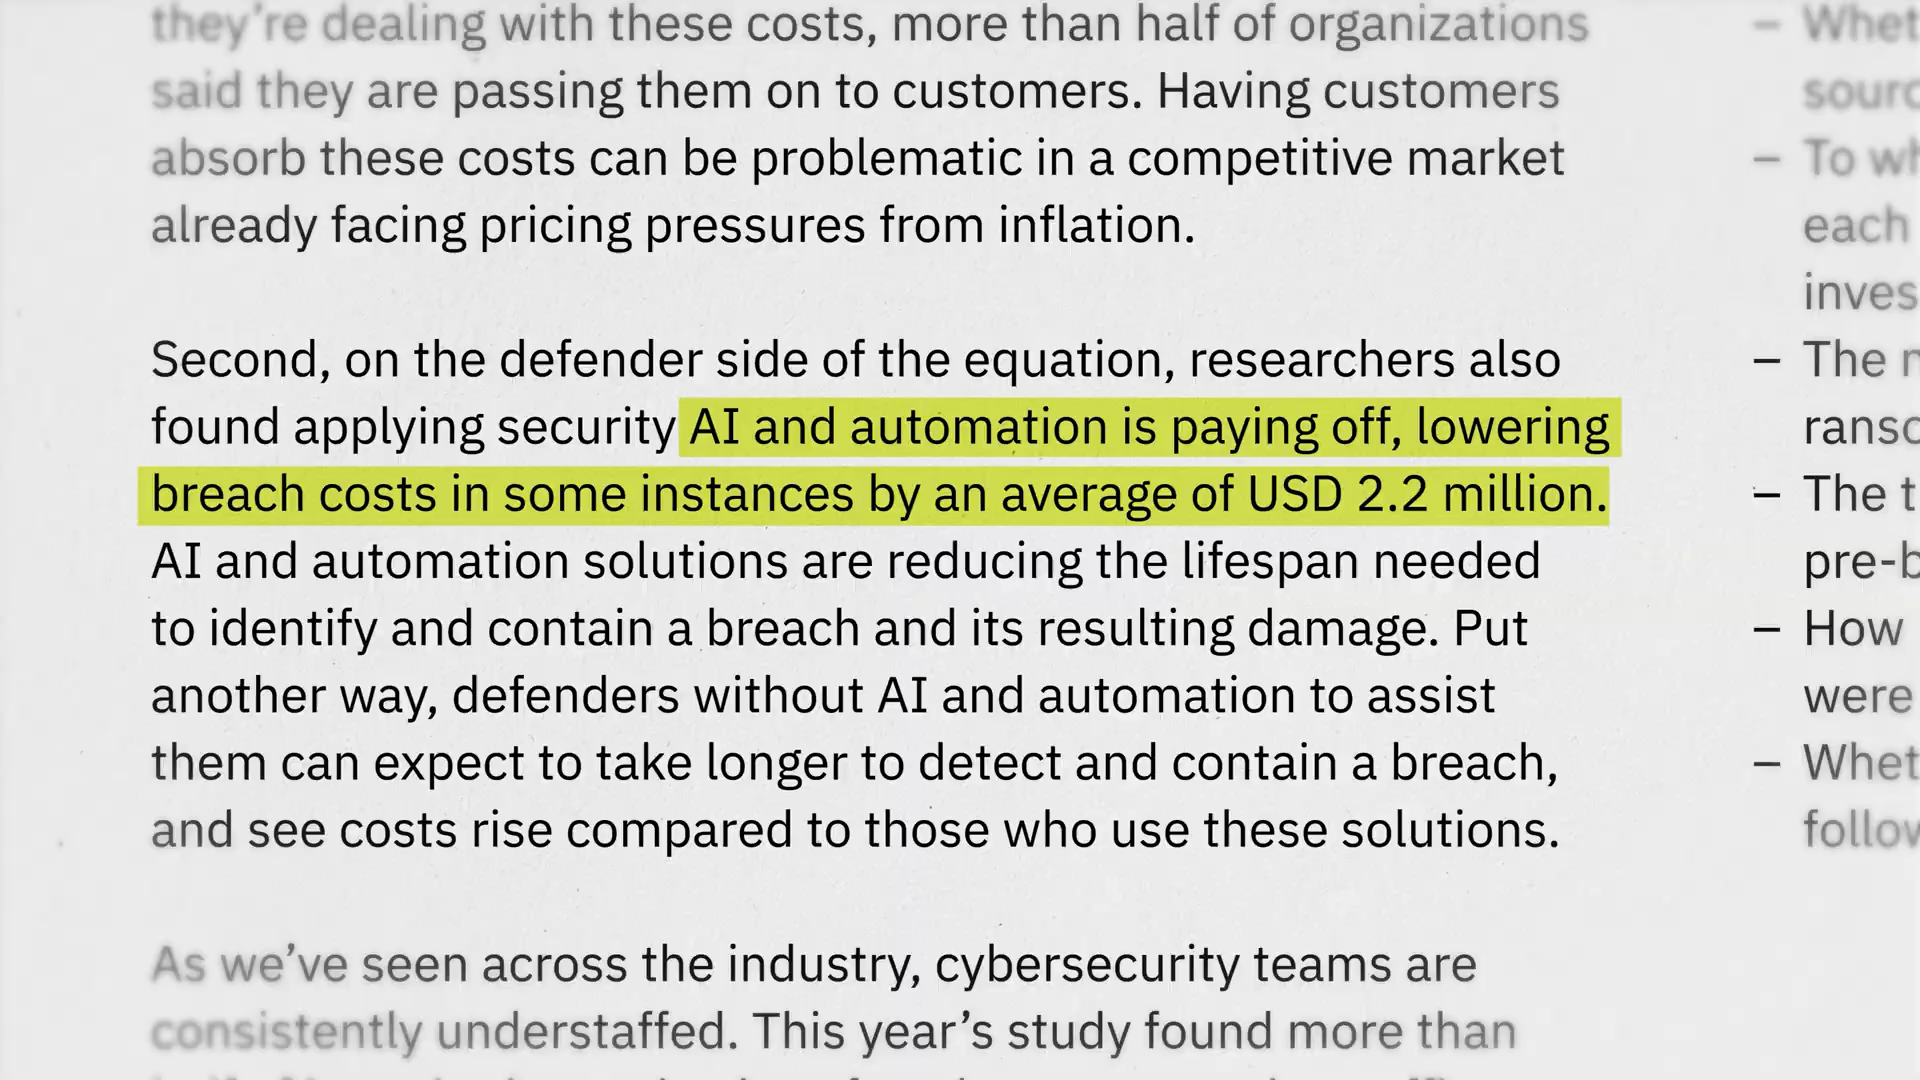 they’re dealing with these costs, more than half of organizations
said they are passing them on to customers. Having customers
absorb these costs can be problematic in a competitive market
already facing pricing pressures from inflation.
Second, on the defender side of the equation, researchers also
found applying security AI and automation is paying off, lowering
breach costs in some instances by an average of USD 2.2 million.
AI and automation solutions are reducing the lifespan needed
to identify and contain a breach and its resulting damage. Put
another way, defenders without AI and automation to assist
them can expect to take longer to detect and contain a breach,
and see costs rise compared to those who use these solutions.
As we’ve seen across the industry, cybersecurity teams are
consistently understaffed. This year’s study found more than
–
– To
each
– The
– The
– How
were
–